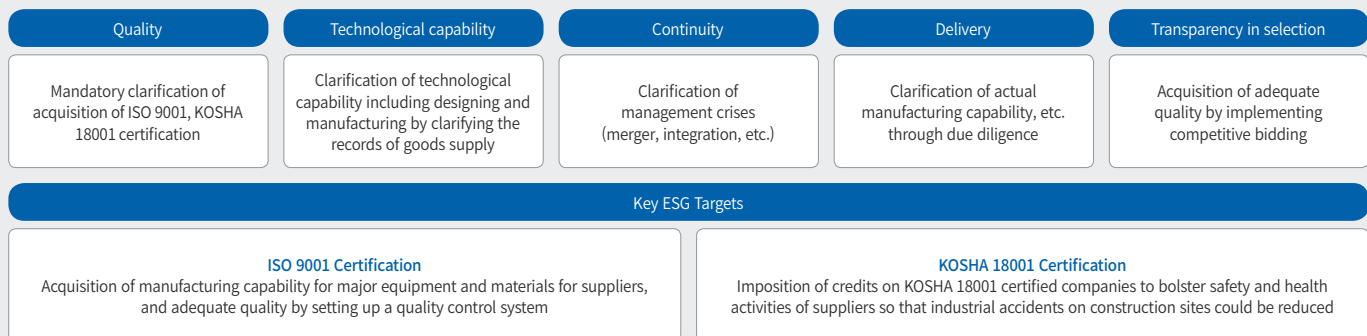 Quality
Technological capability
Continuity
Delivery
Transparency in selection
Mandatory clarification of
acquisition of ISO 9001, KOSHA
18001 certification
Clarification of technological
capability including designing and
manufacturing by clarifying the
records of goods supply
Clarification of
management crises
(merger, integration, etc.)
Clarification of actual
manufacturing capability, etc.
through due diligence
Acquisition of adequate
quality by implementing
competitive bidding
Key ESG Targets
ISO 9001 Certification
Acquisition of manufacturing capability for major equipment and materials for suppliers,
and adequate quality by setting up a quality control system
KOSHA 18001 Certification
Imposition of credits on KOSHA 18001 certified companies to bolster safety and health
activities of suppliers so that industrial accidents on construction sites could be reduced